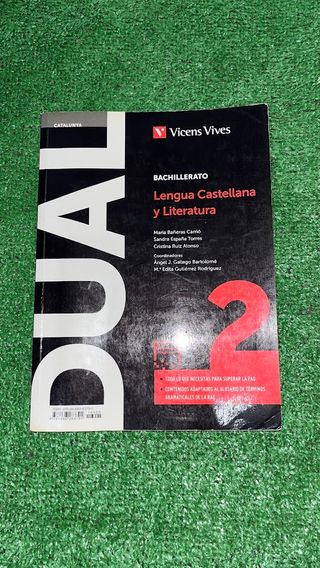 CATALUNYA
Vicens Vives
DUAL
BACHILLERATO
Lengua Castellana
y Literatura
Maria Bañeras Carrió
Sandra España Torres
Cristina Ruiz Alonso
Coordinadores
Ángel J. Gallego Bartolomé
M.ª Edita Gutiérrez Rodríguez
2
• TODO LO QUE NECESITAS PARA SUPERAR LA PAU
• CONTENIDOS ADAPTADOS AL GLOSARIO DE TÉRMINOS
GRAMATICALES DE LA RAE